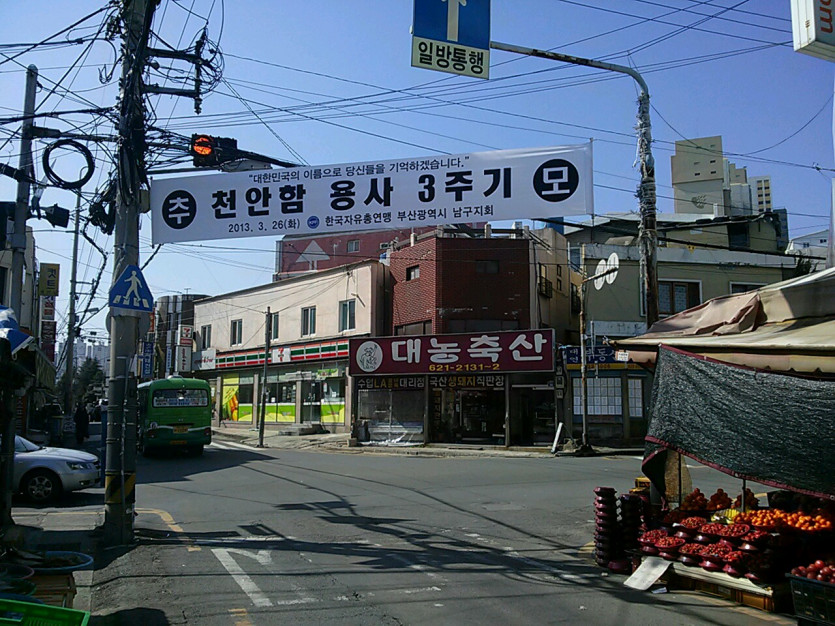 일방통행
"대한민국의 이름으로 당신들을 기억하겠습니다."
추 천안함 용사 3주기 모
2013. 3. 26(화) 한국자유총연맹 부산광역시 남구지회
대농축산
621-2131~2
수입LA 대리점 국산생돼지직판장
7